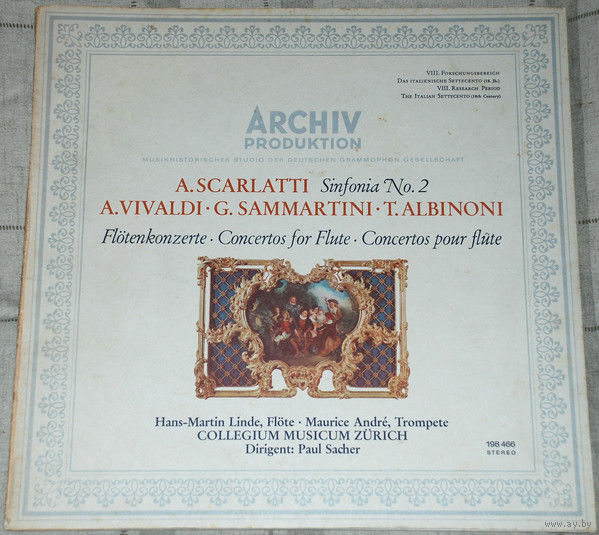 VIII. Forschungsbereich
Das italienische Settecento (18. Jh.)
VIII. Research Period
The Italian Settecento (18th Century)
ARCHIV
PRODUKTION
MUSIKHISTORISCHES STUDIO DER DEUTSCHEN GRAMMOPHON GESELLSCHAFT
A. SCARLATTI Sinfonia No. 2
A. VIVALDI · G. SAMMARTINI · T. ALBINONI
Flötenkonzerte · Concertos for Flute · Concertos pour flûte
Hans-Martin Linde, Flöte · Maurice André, Trompete
COLLEGIUM MUSICUM ZÜRICH
Dirigent: Paul Sacher
198 466
STEREO
www.ay.by